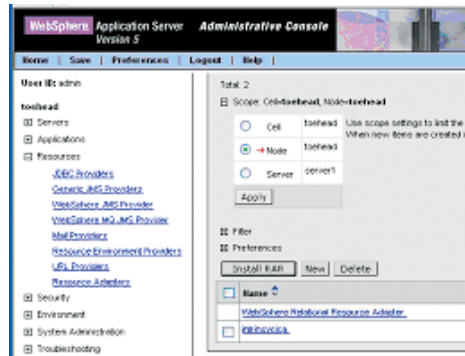 WebSphere Application Server Administrative Console
Version 5
Home | Save | Preferences | Logout | Help |
User ID: admin
toehead
Servers
Applications
Resources
JDBC Providers
Generic JMS Providers
WebSphere JMS Provider
WebSphere MQ JMS Provider
Mail Providers
Resource Environment Providers
URL Providers
Resource Adapters
Security
Environment
System Administration
Troubleshooting
Total: 2
Scope: Cell=toehead, Node=toehead
Cell toehead Use scope settings to limit the
When new items are created i
Node toehead
Server server1
Apply
Filter
Preferences
Install RAR New Delete
Name
WebSphere Relational Resource Adapter